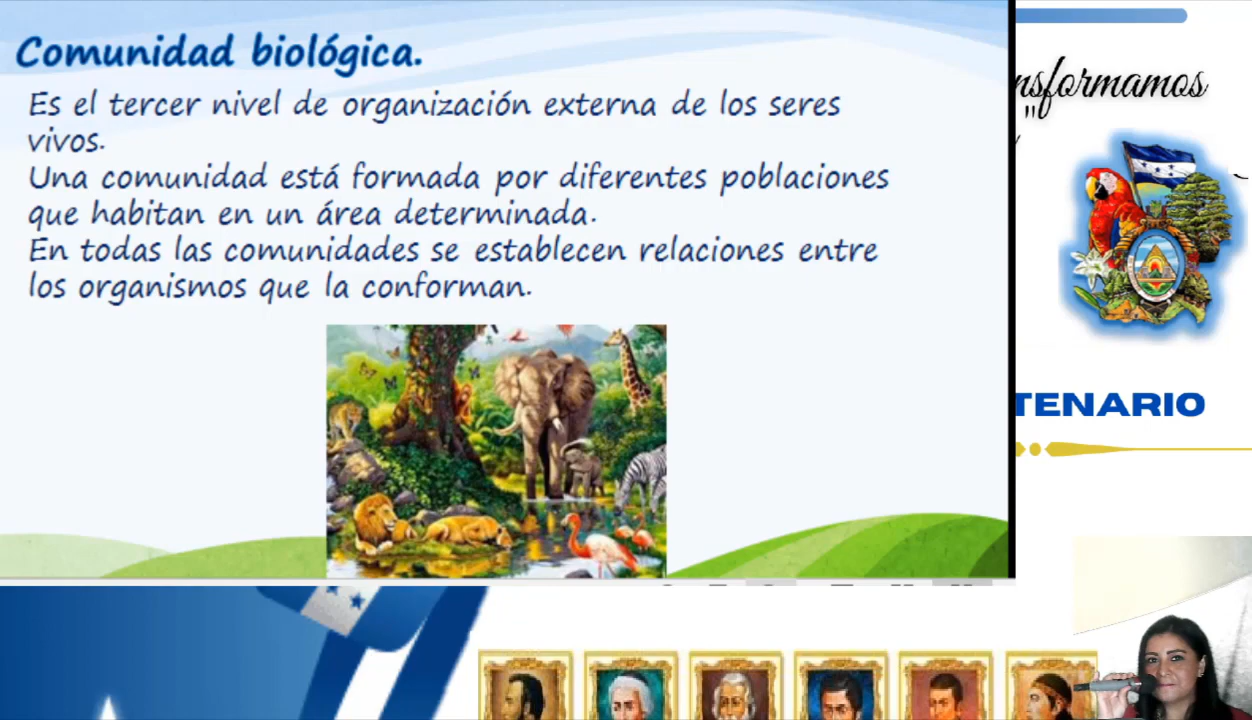 Comunidad biológica.
Es el tercer nivel de organización externa de los seres
vivos.
Una comunidad está formada por diferentes poblaciones
que habitan en un área determinada.
En todas las comunidades se establecen relaciones entre
los organismos que la conforman.
nsformamos
"
TENARIO